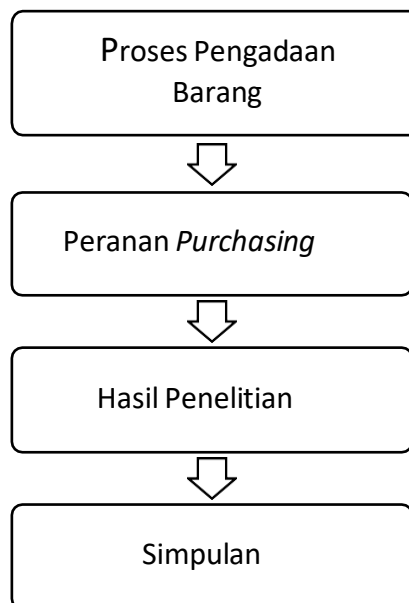 Proses Pengadaan
Barang
Peranan Purchasing
Hasil Penelitian
Simpulan